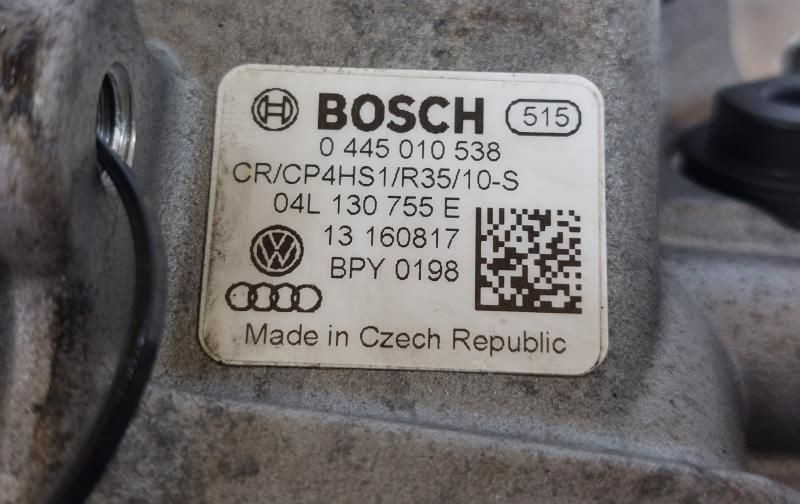 BOSCH 515
0 445 010 538
CR/CP4HS1/R35/10-S
04L 130 755 E
13 160817
BPY 0198
Made in Czech Republic